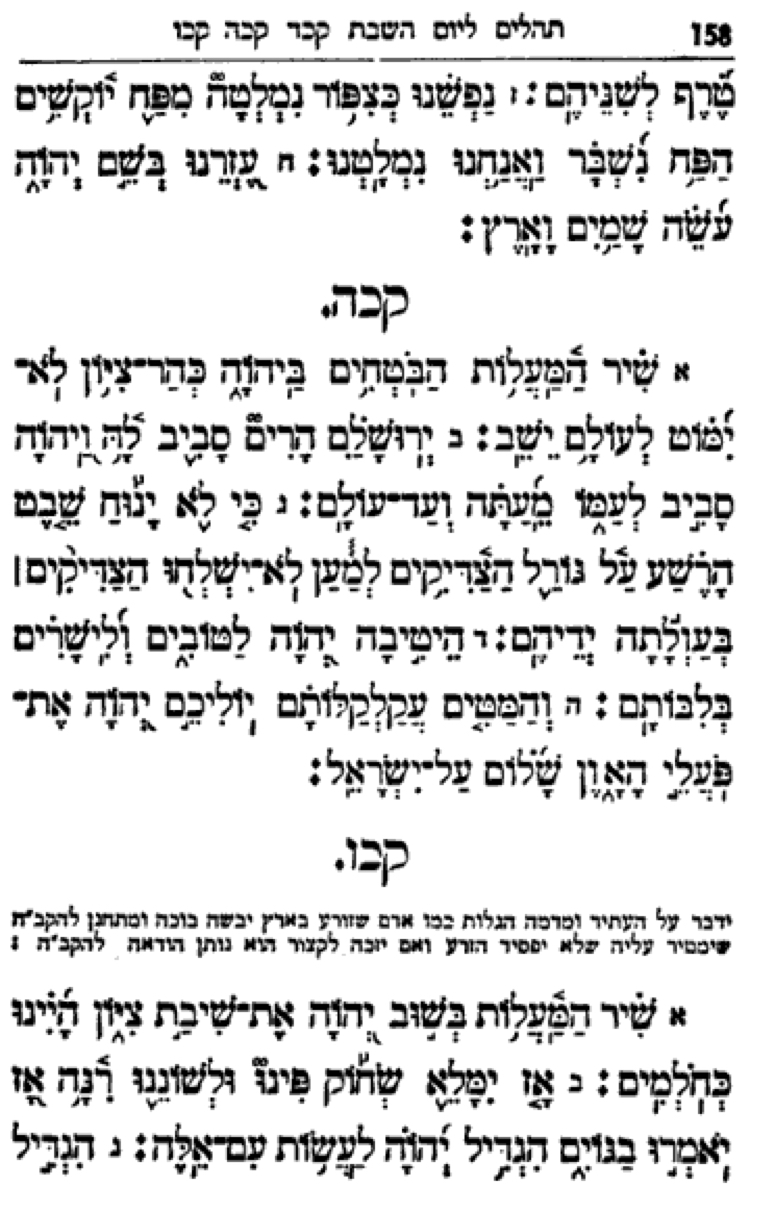 158 תהלים ליום השבת קכד קכה קכו
טָרֶף לְשִׁנֵּיהֶם: ז נַפְשֵׁנוּ כְּצִפּוֹר נִמְלְטָה מִפַּח יוֹקְשִׁים
הַפַּח נִשְׁבָּר וַאֲנַחְנוּ נִמְלָטְנוּ: ח עֶזְרֵנוּ בְּשֵׁם יְהוָה
עֹשֵׂה שָׁמַיִם וָאָרֶץ:
קכה.
א שִׁיר הַמַּעֲלוֹת הַבֹּטְחִים בַּיהוָה כְּהַר־צִיּוֹן לֹא־
יִמּוֹט לְעוֹלָם יֵשֵׁב: ב יְרוּשָׁלִַם הָרִים סָבִיב לָהּ וַיהוָה
סָבִיב לְעַמּוֹ מֵעַתָּה וְעַד־עוֹלָם: ג כִּי לֹא יָנוּחַ שֵׁבֶט
הָרֶשַׁע עַל גּוֹרַל הַצַּדִּיקִים לְמַעַן לֹא־יִשְׁלְחוּ הַצַּדִּיקִים|
בְּעַוְלָתָה יְדֵיהֶם: ד הֵיטִיבָה יְהוָה לַטּוֹבִים וְלִישָׁרִים
בְּלִבּוֹתָם: ה וְהַמַּטִּים עֲקַלְקַלּוֹתָם יוֹלִיכֵם יְהוָה אֶת־
פֹּעֲלֵי הָאָוֶן שָׁלוֹם עַל־יִשְׂרָאֵל:
קכו.
ידבר על העתיד ומדמה הגלות כמו אדם שזורע בארץ יבשה בוכה ומתחנן להקב"ה
שימטיר עליה שלא יפסיד הזרע ואם יזכה לקצור הוא נותן הודאה להקב"ה:
א שִׁיר הַמַּעֲלוֹת בְּשׁוּב יְהוָה אֶת־שִׁיבַת צִיּוֹן הָיִינוּ
כְּחֹלְמִים: ב אָז יִמָּלֵא שְׂחוֹק פִּינוּ וּלְשׁוֹנֵנוּ רִנָּה אָז
יֹאמְרוּ בַגּוֹיִם הִגְדִּיל יְהוָה לַעֲשׂוֹת עִם־אֵלֶּה: ג הִגְדִּיל